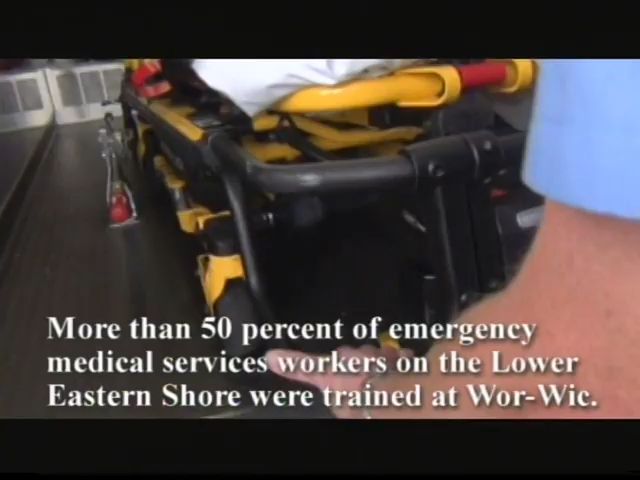 More than 50 percent of emergency
medical services workers on the Lower
Eastern Shore were trained at Wor-Wic.